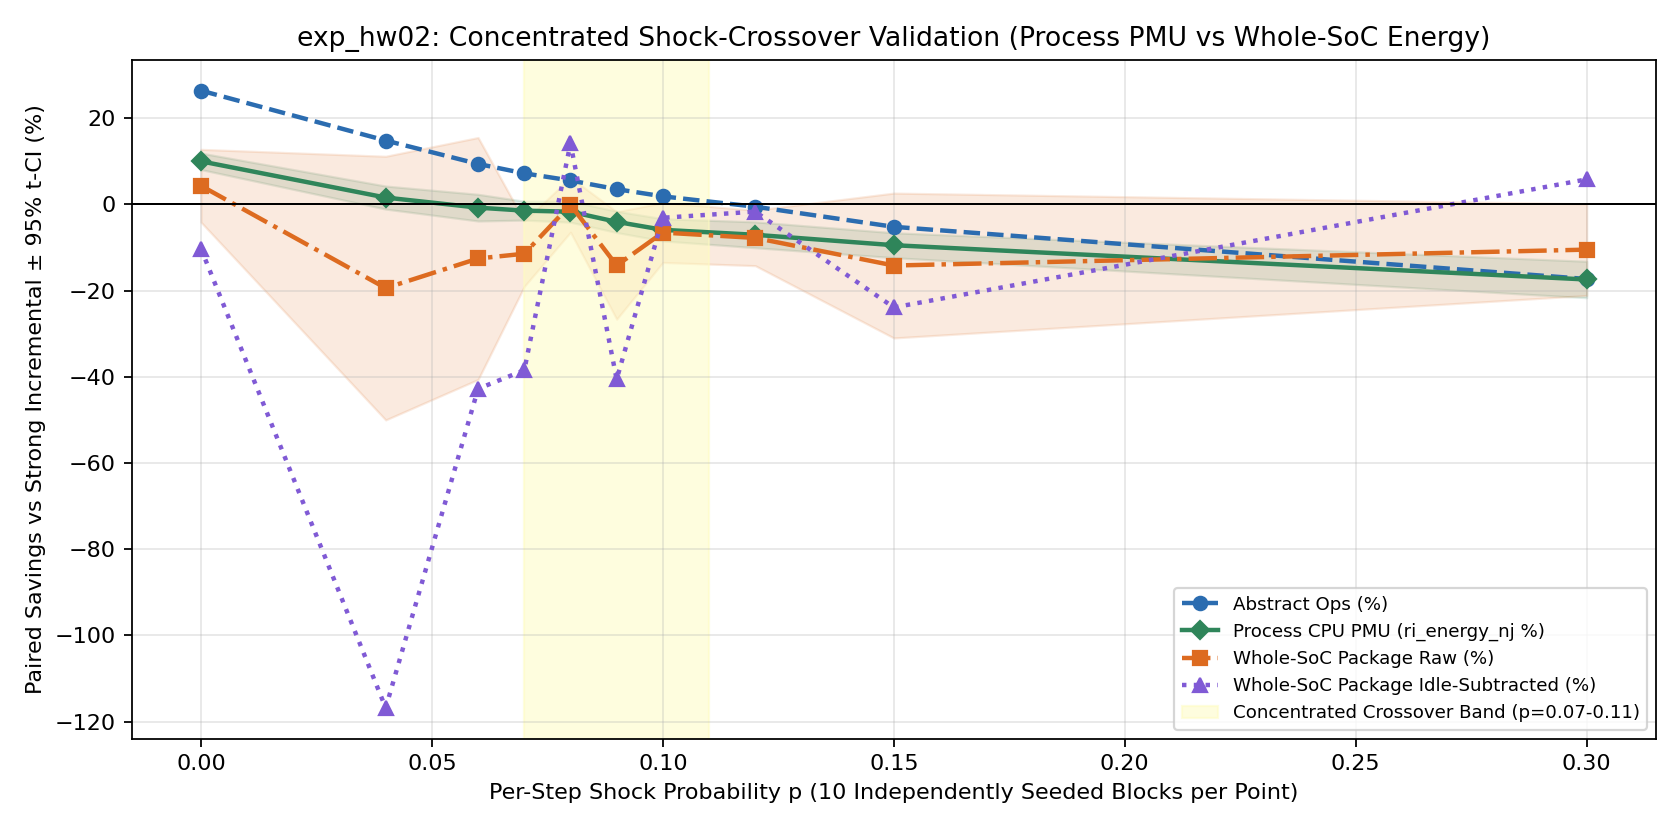 exp_hw02: Concentrated Shock-Crossover Validation (Process PMU vs Whole-SoC Energy)
Paired Savings vs Strong Incremental ± 95% t-CI (%)
20
0
−20
−40
−60
−80
−100
−120
0.00
0.05
0.10
0.15
0.20
0.25
0.30
Per-Step Shock Probability p (10 Independently Seeded Blocks per Point)
Abstract Ops (%)
Process CPU PMU (ri_energy_nj %)
Whole-SoC Package Raw (%)
Whole-SoC Package Idle-Subtracted (%)
Concentrated Crossover Band (p=0.07-0.11)